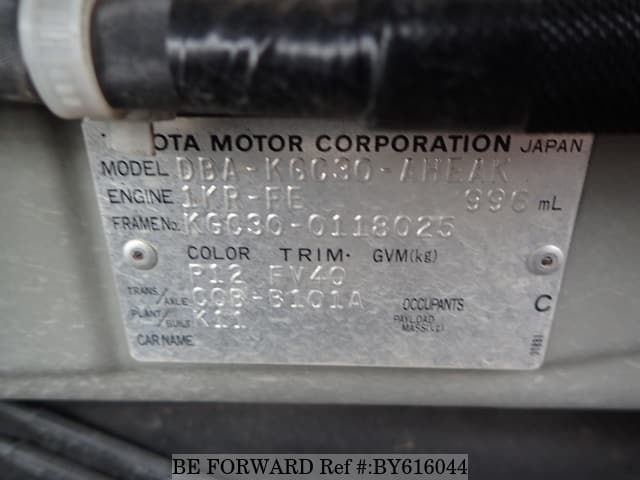 OTA MOTOR CORPORATION JAPAN
MODEL DBA-KGC30-AHEAK
ENGINE 1KR-FE 996 mL
FRAME No. KGC30-0118025
COLOR TRIM. GVM(kg)
P12 FV40
TRANS./AXLE C0B-B101A OCCUPANTS C
PLANT/BUILT K11 PAYLOAD MASS(kg)
CAR NAME
BE FORWARD Ref #:BY616044